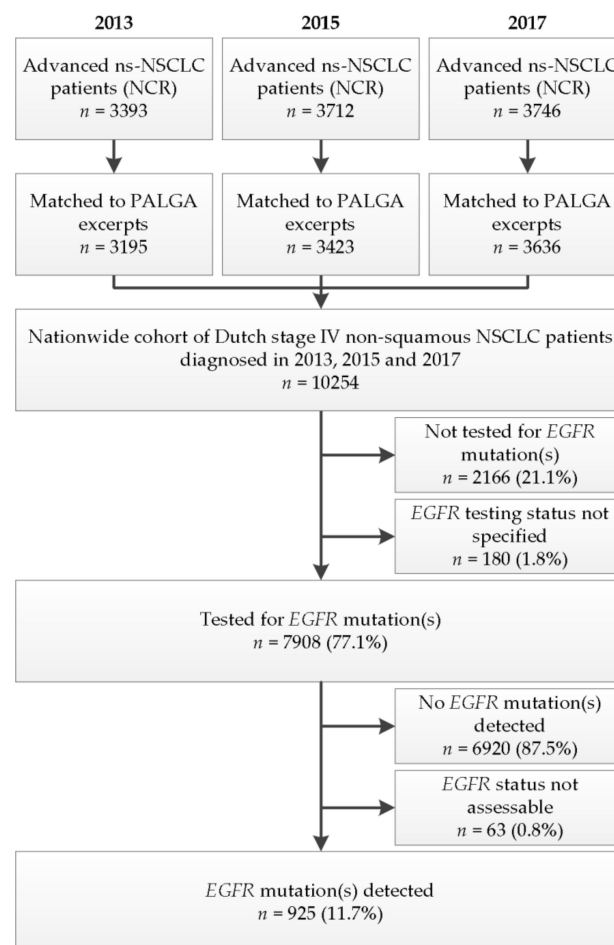 2013
2015
2017
Advanced ns-NSCLC
patients (NCR)
n = 3393
Advanced ns-NSCLC
patients (NCR)
n = 3712
Advanced ns-NSCLC
patients (NCR)
n = 3746
Matched to PALGA
excerpts
n = 3195
Matched to PALGA
excerpts
n = 3423
Matched to PALGA
excerpts
n = 3636
Nationwide cohort of Dutch stage IV non-squamous NSCLC patients
diagnosed in 2013, 2015 and 2017
n = 10254
Not tested for EGFR
mutation(s)
n = 2166 (21.1%)
EGFR testing status not
specified
n = 180 (1.8%)
Tested for EGFR mutation(s)
n = 7908 (77.1%)
No EGFR mutation(s)
detected
n = 6920 (87.5%)
EGFR status not
assessable
n = 63 (0.8%)
EGFR mutation(s) detected
n = 925 (11.7%)